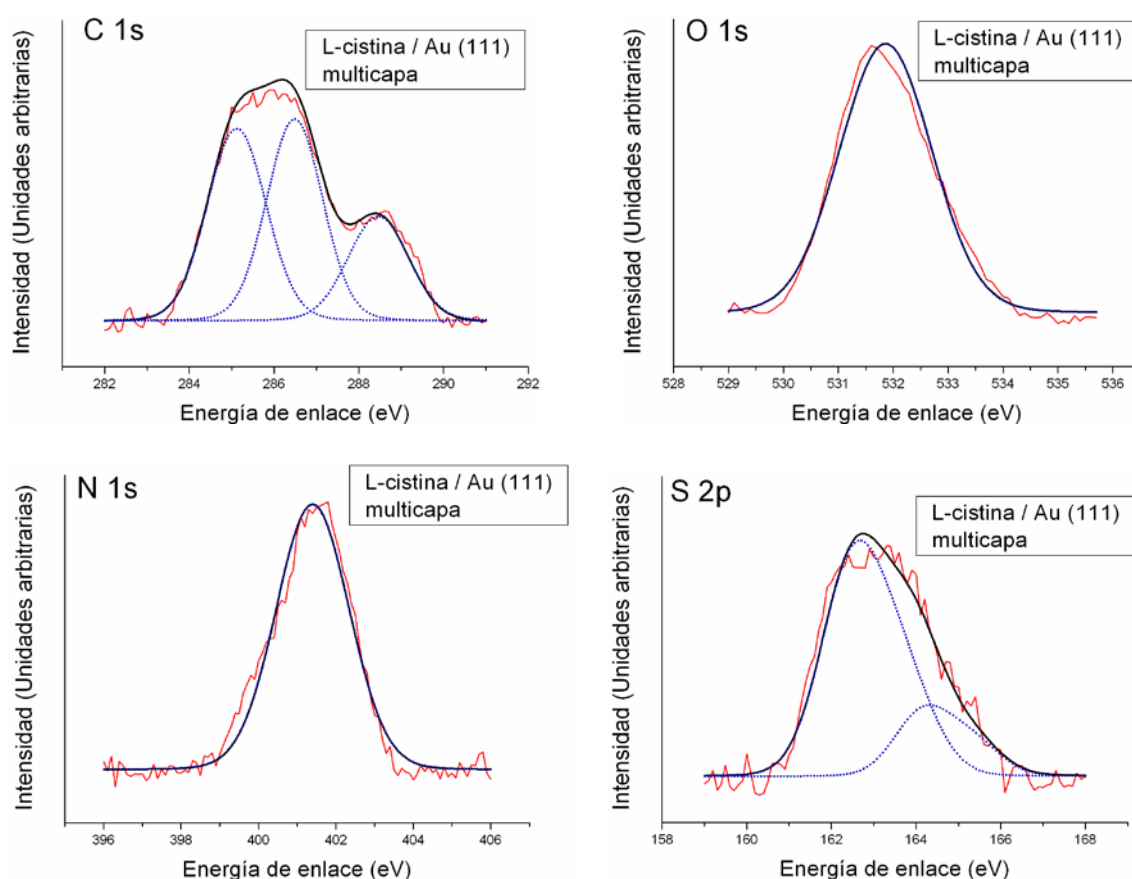 C 1s
L-cistina / Au (111)
multicapa
Intensidad (Unidades arbitrarias)
282 284 286 288 290 292
Energía de enlace (eV)
O 1s
L-cistina / Au (111)
multicapa
Intensidad (Unidades arbitrarias)
528 529 530 531 532 533 534 535 536
Energía de enlace (eV)
N 1s
L-cistina / Au (111)
multicapa
Intensidad (Unidades arbitrarias)
396 398 400 402 404 406
Energía de enlace (eV)
S 2p
L-cistina / Au (111)
multicapa
Intensidad (Unidades arbitrarias)
158 160 162 164 166 168
Energía de enlace (eV)